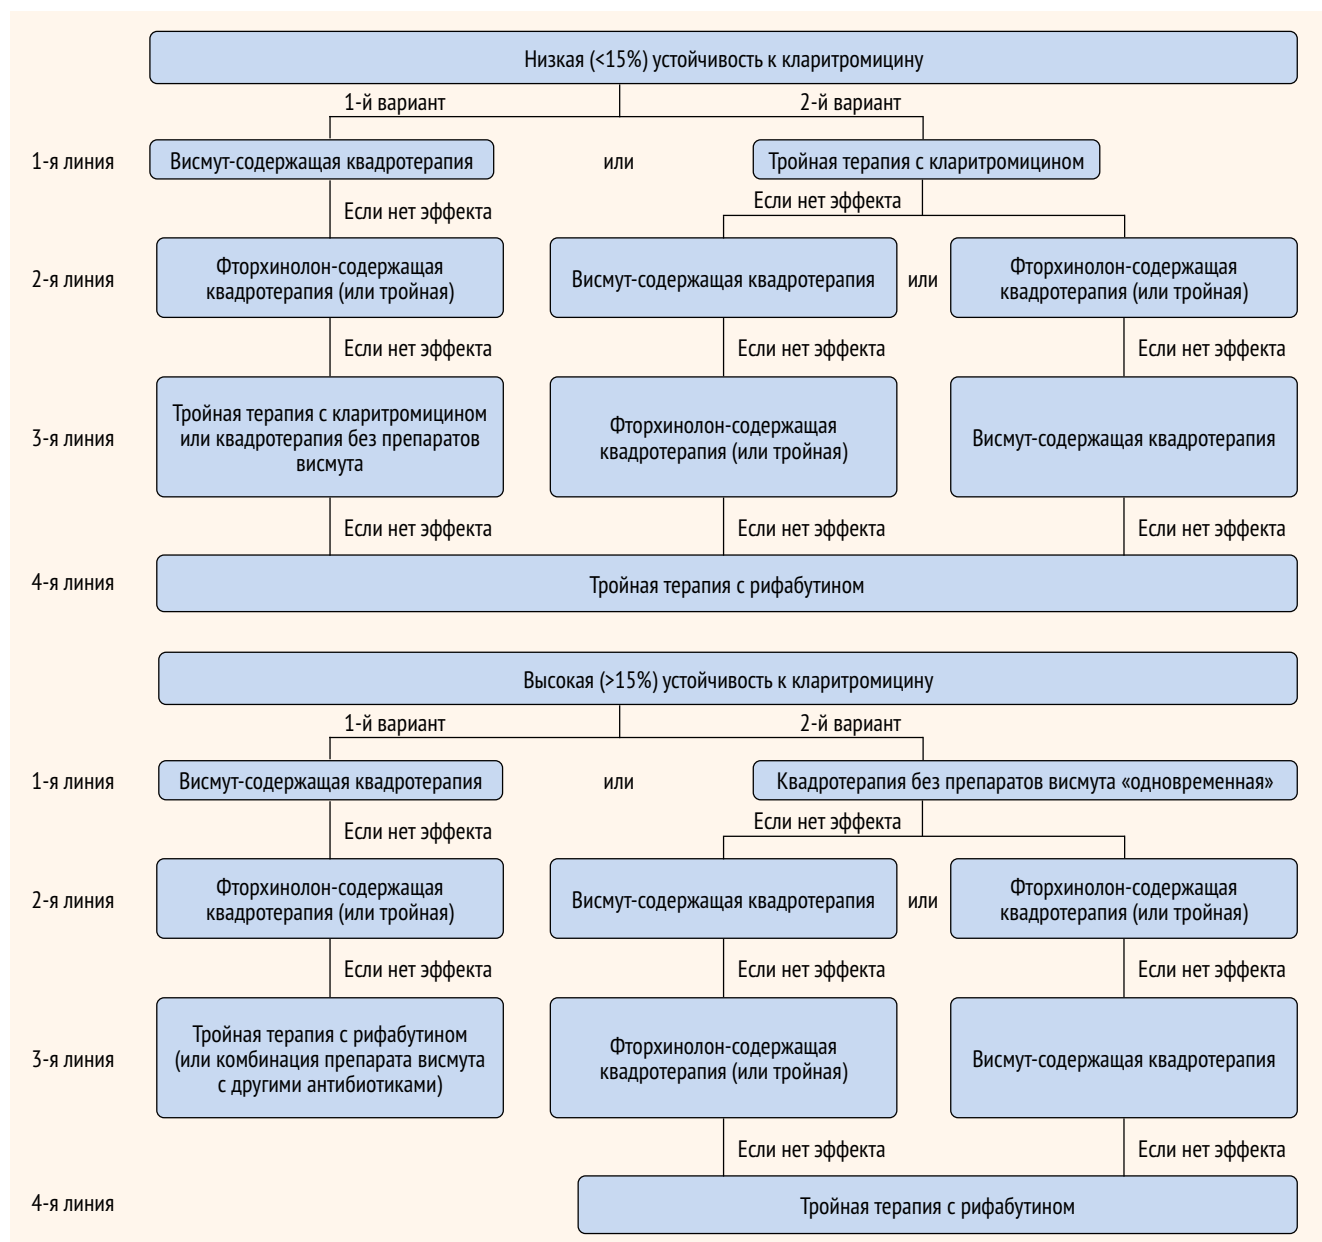 Низкая (<15%) устойчивость к кларитромицину
1-й вариант
2-й вариант
1-я линия
Висмут-содержащая квадротерапия
или
Тройная терапия с кларитромицином
Если нет эффекта
Если нет эффекта
2-я линия
Фторхинолон-содержащая
квадротерапия (или тройная)
Висмут-содержащая квадротерапия
или
Фторхинолон-содержащая
квадротерапия (или тройная)
Если нет эффекта
Если нет эффекта
Если нет эффекта
3-я линия
Тройная терапия с кларитромицином
или квадротерапия без препаратов
висмута
Фторхинолон-содержащая
квадротерапия (или тройная)
Висмут-содержащая квадротерапия
Если нет эффекта
Если нет эффекта
Если нет эффекта
4-я линия
Тройная терапия с рифабутином
Высокая (>15%) устойчивость к кларитромицину
1-й вариант
2-й вариант
1-я линия
Висмут-содержащая квадротерапия
или
Квадротерапия без препаратов висмута «одновременная»
Если нет эффекта
Если нет эффекта
2-я линия
Фторхинолон-содержащая
квадротерапия (или тройная)
Висмут-содержащая квадротерапия
или
Фторхинолон-содержащая
квадротерапия (или тройная)
Если нет эффекта
Если нет эффекта
Если нет эффекта
3-я линия
Тройная терапия с рифабутином
(или комбинация препарата висмута
с другими антибиотиками)
Фторхинолон-содержащая
квадротерапия (или тройная)
Висмут-содержащая квадротерапия
Если нет эффекта
Если нет эффекта
4-я линия
Тройная терапия с рифабутином